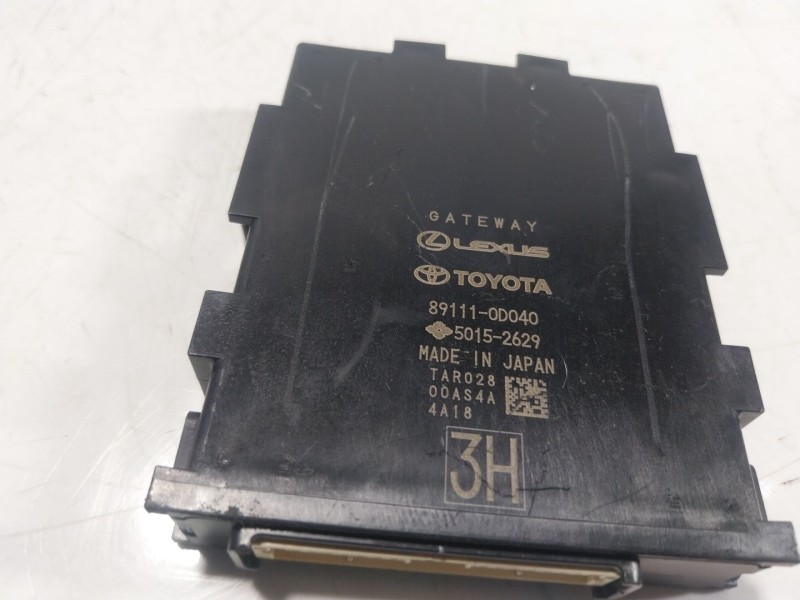 GATEWAY
LEXUS
TOYOTA
89111-0D040
5015-2629
MADE IN JAPAN
TAR028
00AS4A
4A18
3H